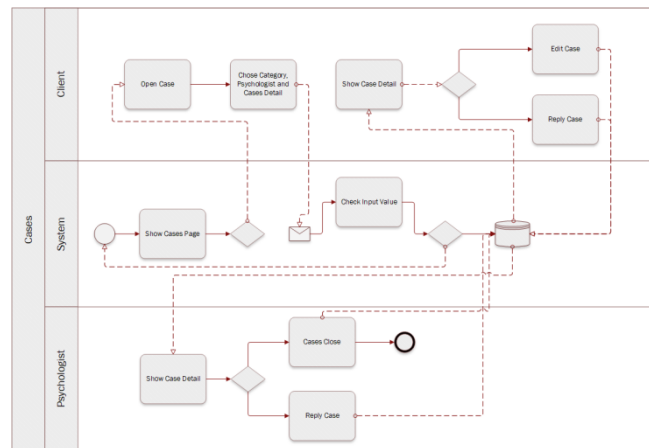 Cases
Client
Open Case
Chose Category,
Psychologist and
Cases Detail
Show Case Detail
Edit Case
Reply Case
System
Show Cases Page
Check Input Value
Psychologist
Show Case Detail
Cases Close
Reply Case